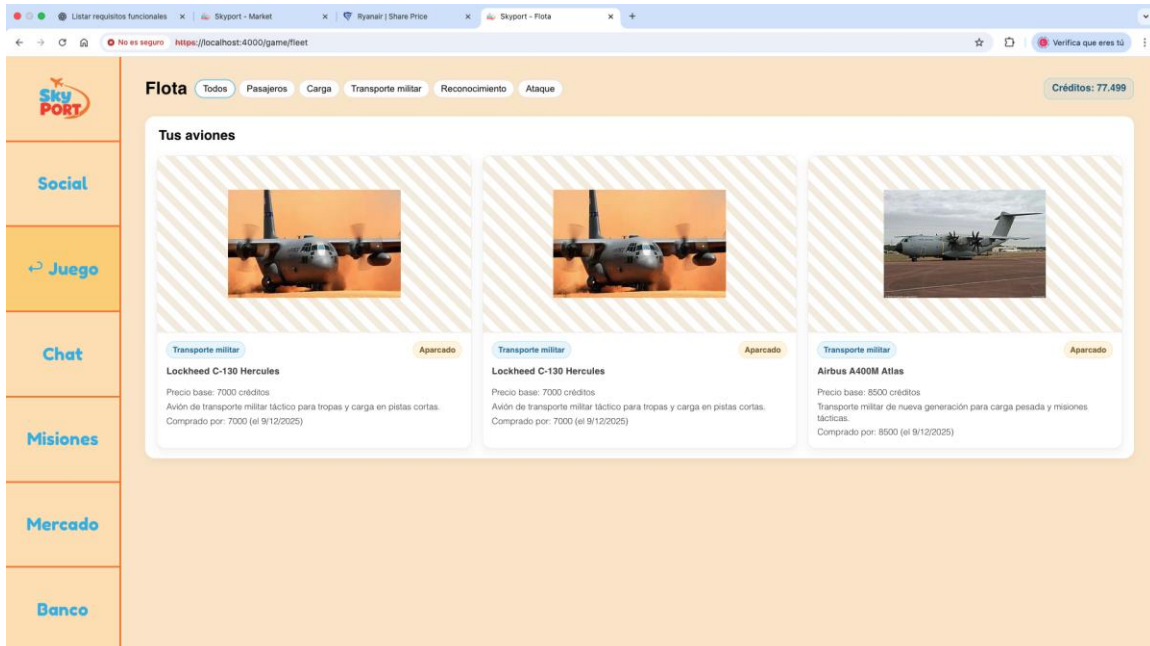 Listar requisitos funcionales
Skyport - Market
Ryanair | Share Price
Skyport - Flota
No es seguro https://localhost:4000/game/fleet
Verifica que eres tú
Sky
PORT
Social
Juego
Chat
Misiones
Mercado
Banco
Flota Todos Pasajeros Carga Transporte militar Reconocimiento Ataque
Créditos: 77.499
Tus aviones
Transporte militar Aparcado
Lockheed C-130 Hercules
Precio base: 7000 créditos
Avión de transporte militar táctico para tropas y carga en pistas cortas.
Comprado por: 7000 (el 9/12/2025)
Transporte militar Aparcado
Lockheed C-130 Hercules
Precio base: 7000 créditos
Avión de transporte militar táctico para tropas y carga en pistas cortas.
Comprado por: 7000 (el 9/12/2025)
Transporte militar Aparcado
Airbus A400M Atlas
Precio base: 8500 créditos
Transporte militar de nueva generación para carga pesada y misiones
tácticas.
Comprado por: 8500 (el 9/12/2025)